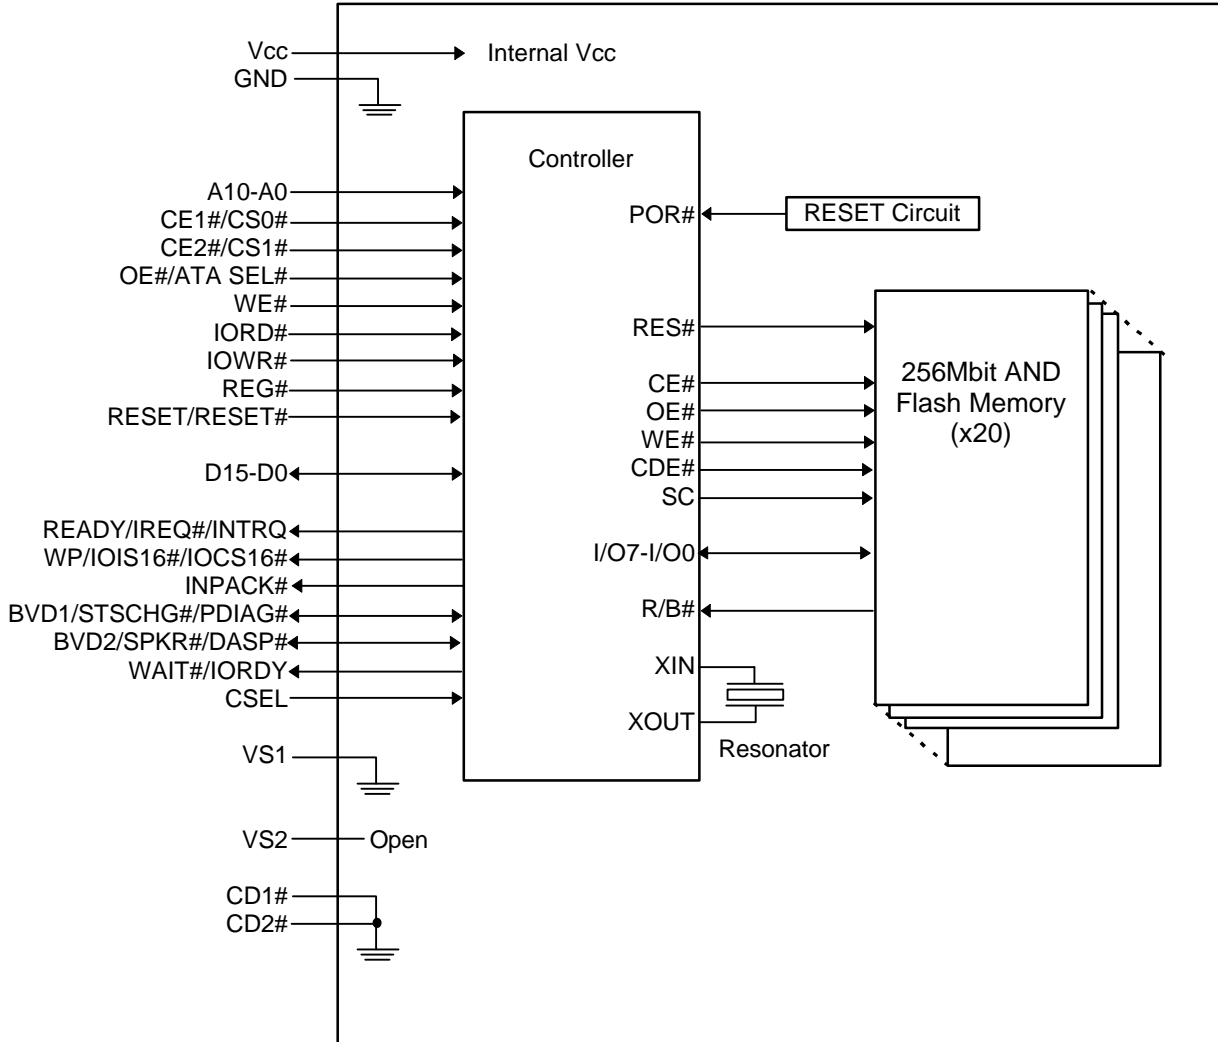 Vcc
Internal Vcc
GND
Controller
A10-A0
CE1#/CS0#
CE2#/CS1#
OE#/ATA SEL#
WE#
IORD#
IOWR#
REG#
RESET/RESET#
D15-D0
READY/IREQ#/INTRQ
WP/IOIS16#/IOCS16#
INPACK#
BVD1/STSCHG#/PDIAG#
BVD2/SPKR#/DASP#
WAIT#/IORDY
CSEL
VS1
VS2
Open
CD1#
CD2#
POR#
RESET Circuit
RES#
CE#
OE#
WE#
CDE#
SC
I/O7-I/O0
R/B#
XIN
XOUT
Resonator
256Mbit AND
Flash Memory
(x20)